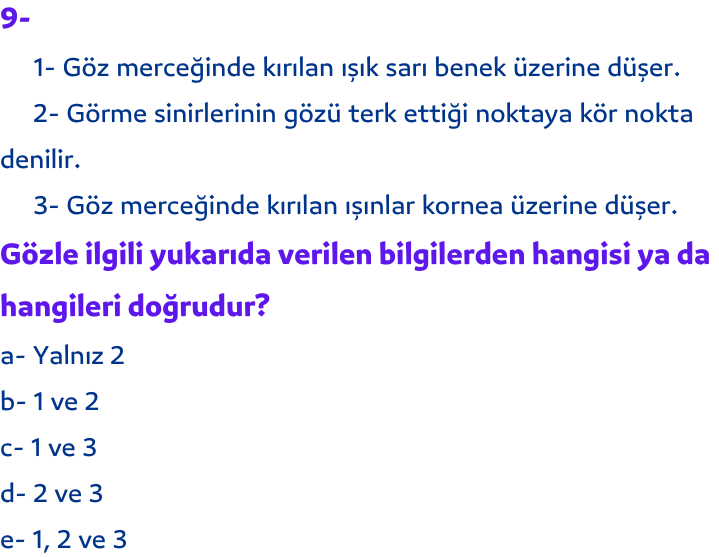 9-
1- Göz merceğinde kırılan ışık sarı benek üzerine düşer.
2- Görme sinirlerinin gözü terk ettiği noktaya kör nokta
denilir.
3- Göz merceğinde kırılan ışınlar kornea üzerine düşer.
Gözle ilgili yukarıda verilen bilgilerden hangisi ya da
hangileri doğrudur?
a- Yalnız 2
b- 1 ve 2
c- 1 ve 3
d- 2 ve 3
e- 1, 2 ve 3